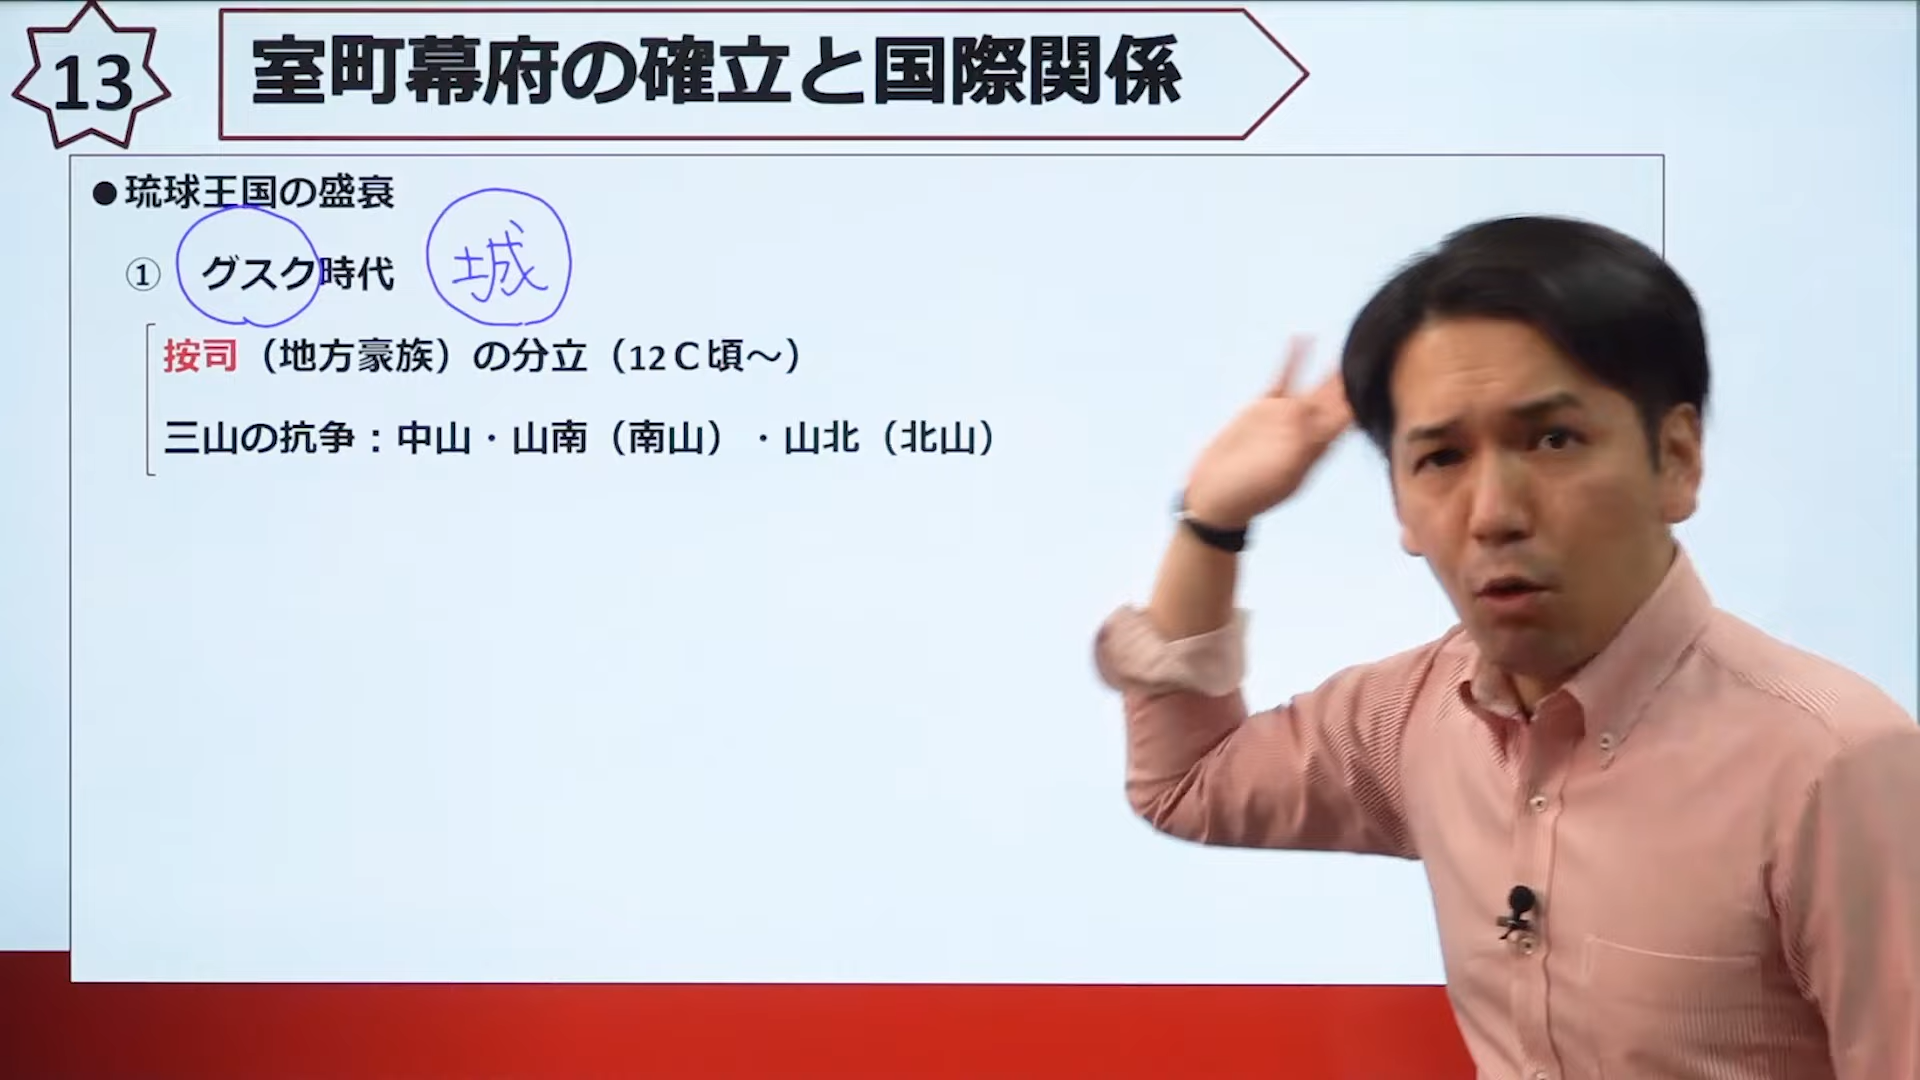 13
室町幕府の確立と国際関係
●琉球王国の盛衰
① グスク時代 城
按司（地方豪族）の分立（12Ｃ頃～）
三山の抗争：中山・山南（南山）・山北（北山）